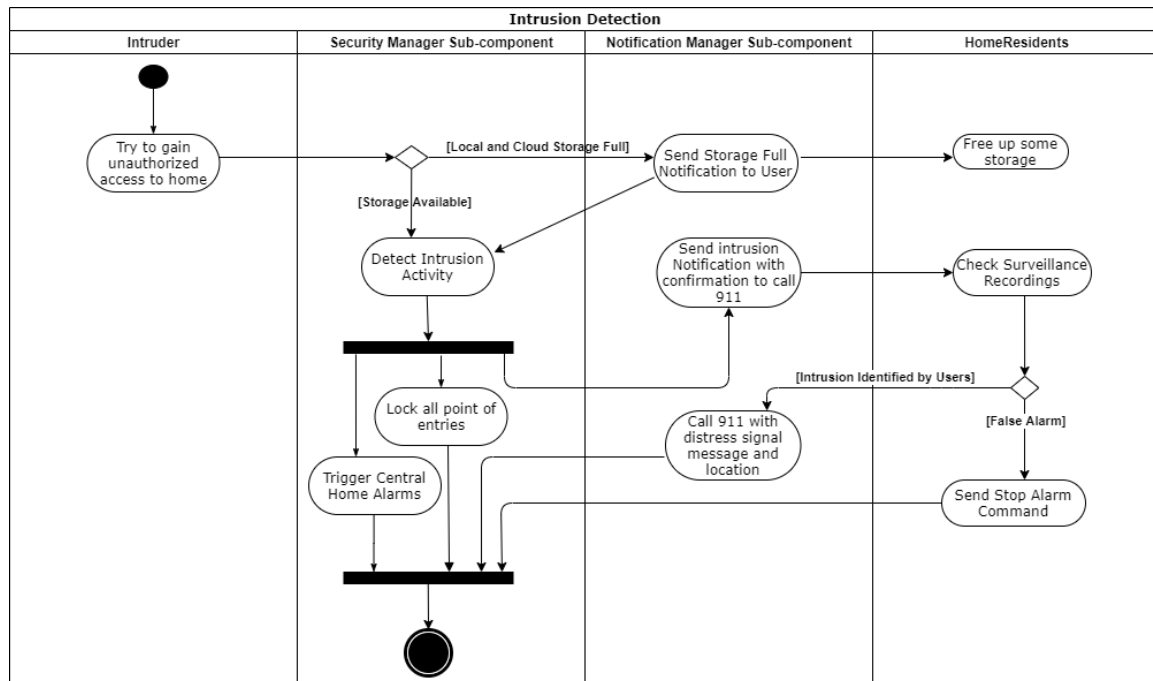 Intrusion Detection
Intruder
Security Manager Sub-component
Notification Manager Sub-component
HomeResidents
Try to gain
unauthorized
access to home
[Local and Cloud Storage Full]
Send Storage Full
Notification to User
Free up some
storage
[Storage Available]
Detect Intrusion
Activity
Send intrusion
Notification with
confirmation to call
911
Check Surveillance
Recordings
[Intrusion Identified by Users]
Lock all point of
entries
Call 911 with
distress signal
message and
location
[False Alarm]
Trigger Central
Home Alarms
Send Stop Alarm
Command